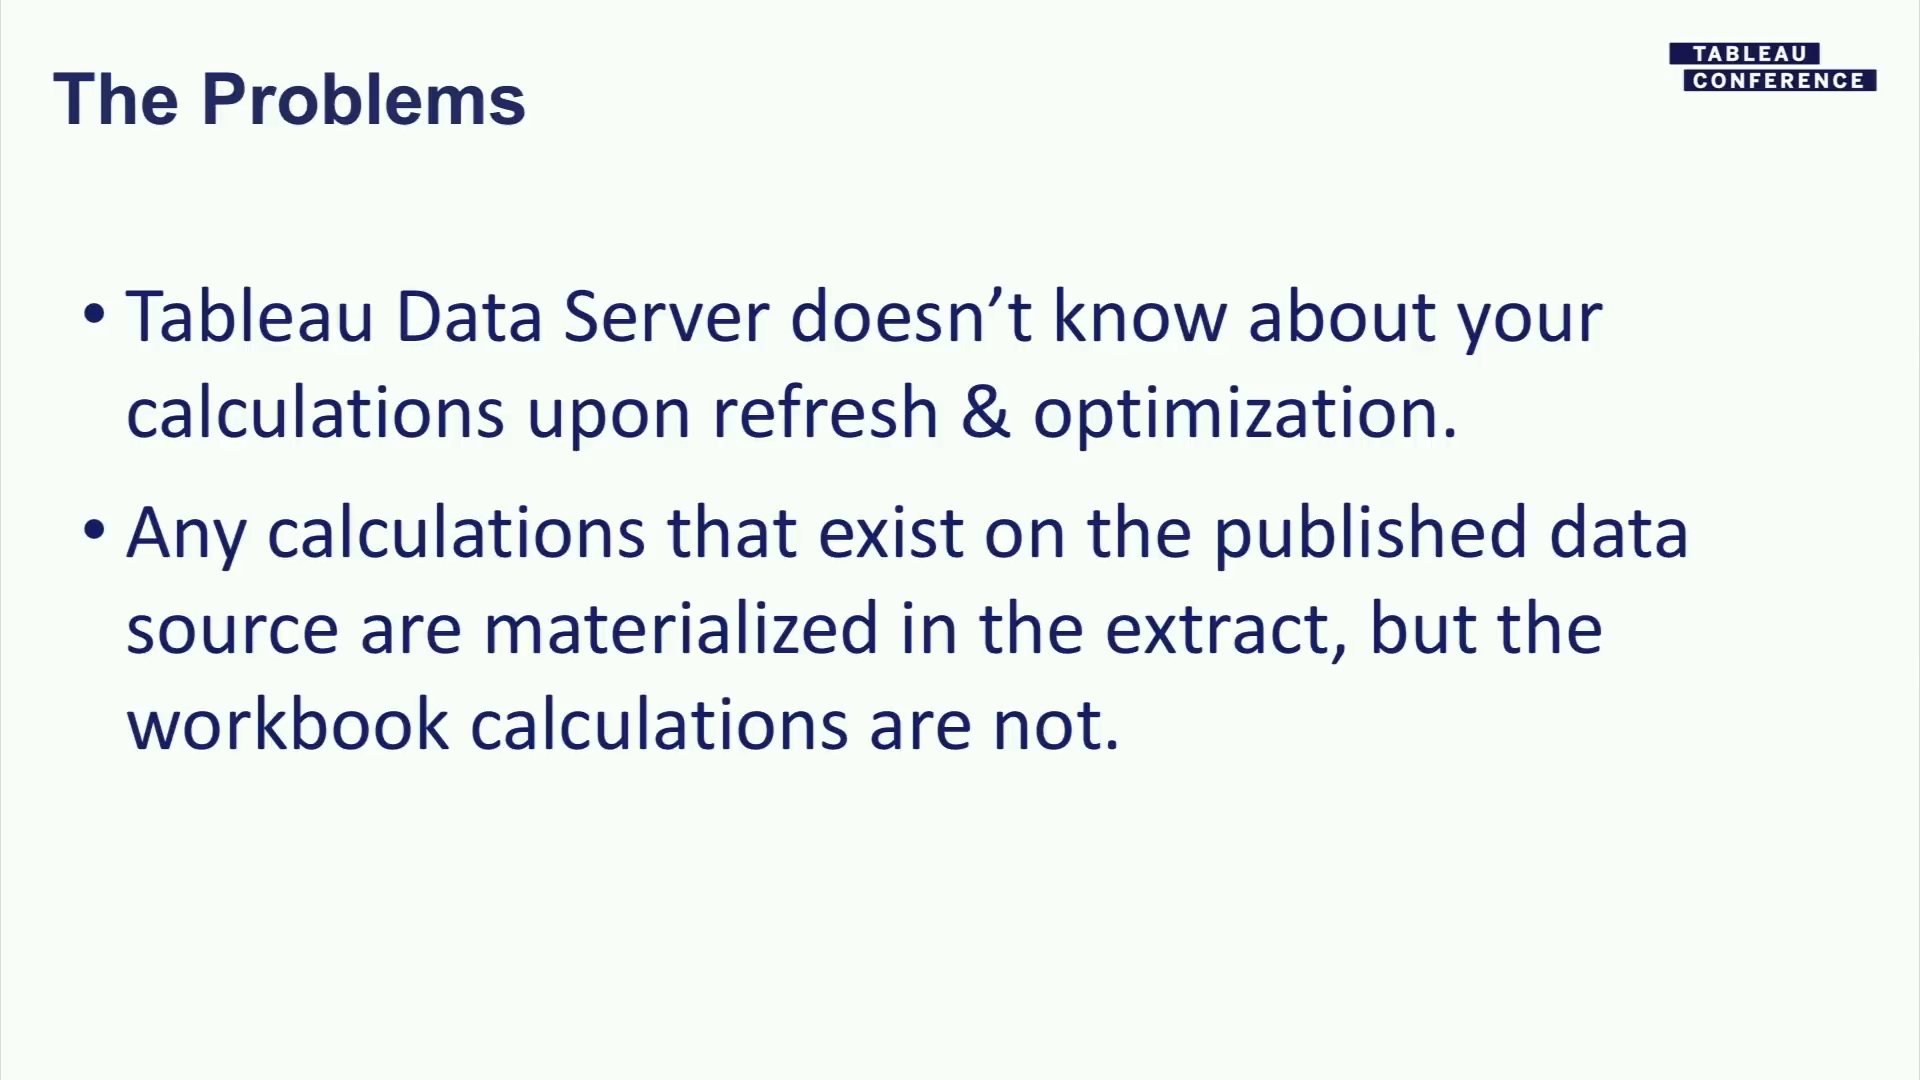 The Problems
TABLEAU
CONFERENCE
• Tableau Data Server doesn’t know about your
calculations upon refresh & optimization.
• Any calculations that exist on the published data
source are materialized in the extract, but the
workbook calculations are not.